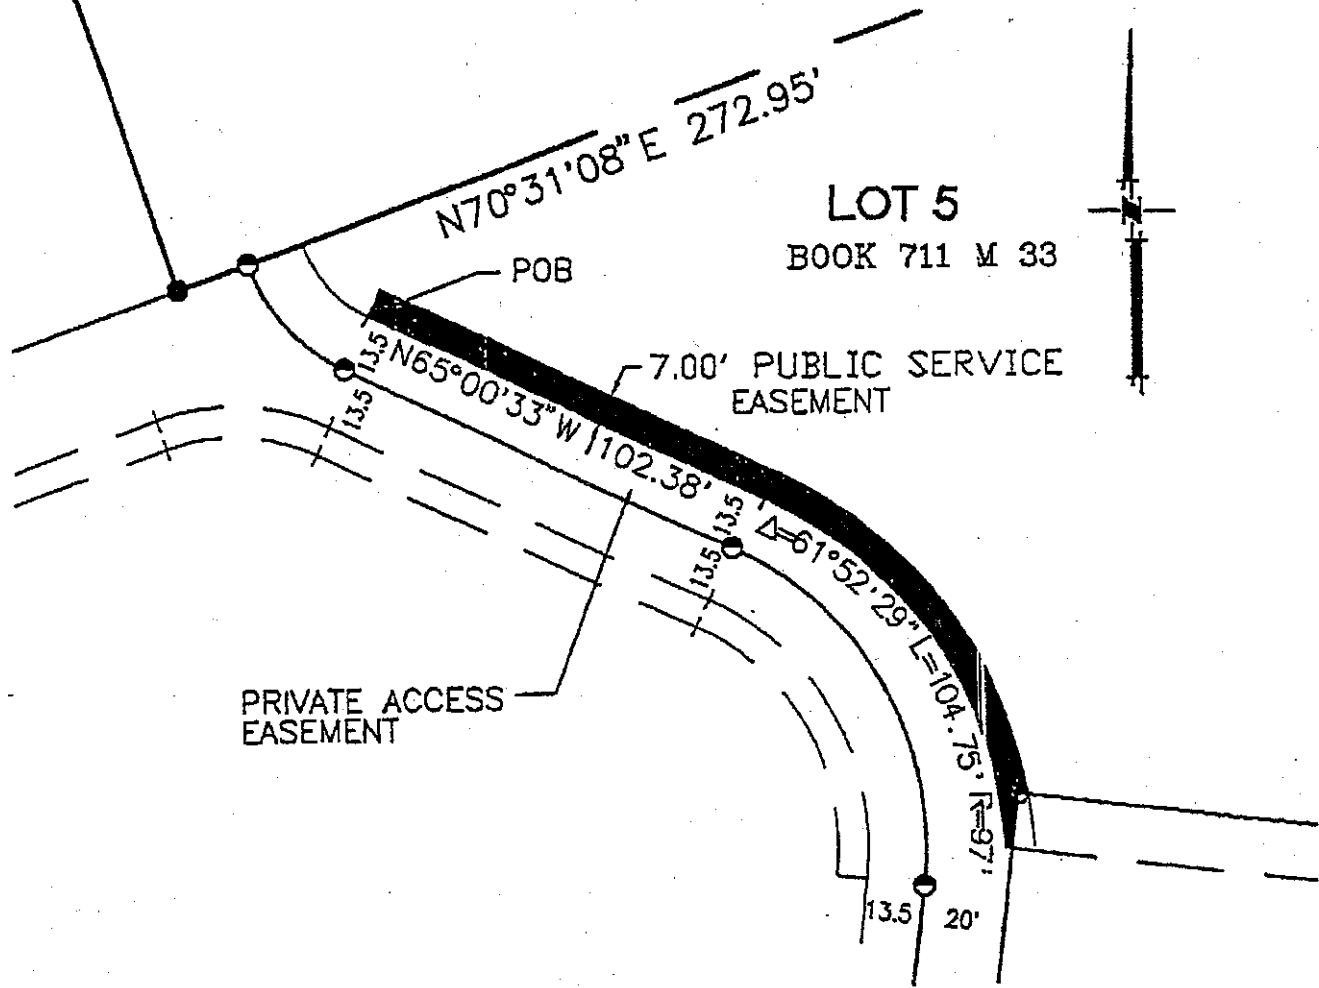 N70°31'08"E 272.95'
LOT 5
BOOK 711 M 33
POB
7.00' PUBLIC SERVICE
EASEMENT
13.5
13.5
N65°00'33"W 102.38'
13.5
13.5
Δ=61°52'29" L=104.75' R=97'
PRIVATE ACCESS
EASEMENT
13.5
20'